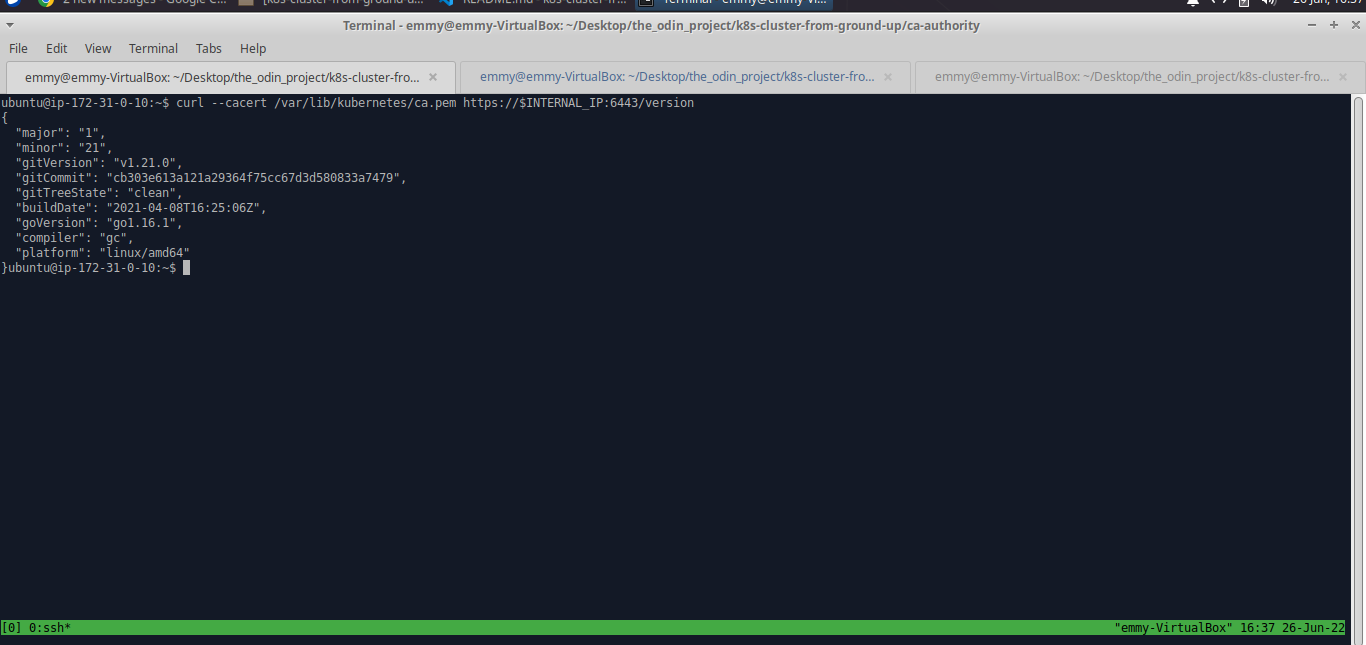 2 new messages - Google C... [k8s-cluster-from-ground-u... README.md - k8s-cluster-fr... Terminal - emmy@emmy-Vi... 26 Jun, 16:37
Terminal - emmy@emmy-VirtualBox: ~/Desktop/the_odin_project/k8s-cluster-from-ground-up/ca-authority
File Edit View Terminal Tabs Help
emmy@emmy-VirtualBox: ~/Desktop/the_odin_project/k8s-cluster-fro... emmy@emmy-VirtualBox: ~/Desktop/the_odin_project/k8s-cluster-fro... emmy@emmy-VirtualBox: ~/Desktop/the_odin_project/k8s-cluster-fro...
ubuntu@ip-172-31-0-10:~$ curl --cacert /var/lib/kubernetes/ca.pem https://$INTERNAL_IP:6443/version
{
  "major": "1",
  "minor": "21",
  "gitVersion": "v1.21.0",
  "gitCommit": "cb303e613a121a29364f75cc67d3d580833a7479",
  "gitTreeState": "clean",
  "buildDate": "2021-04-08T16:25:06Z",
  "goVersion": "go1.16.1",
  "compiler": "gc",
  "platform": "linux/amd64"
}ubuntu@ip-172-31-0-10:~$
[0] 0:ssh* "emmy-VirtualBox" 16:37 26-Jun-22